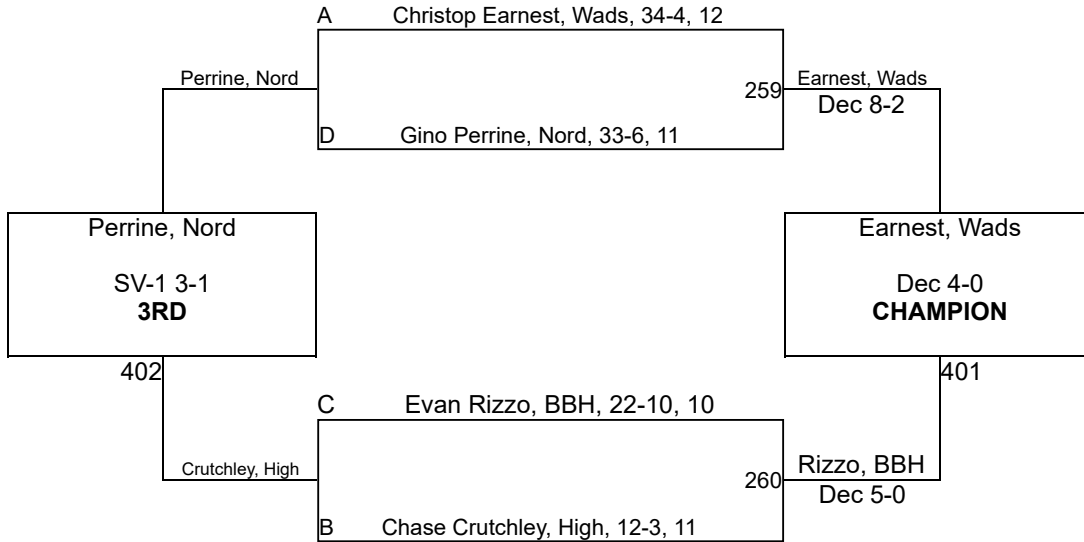 A Christop Earnest, Wads, 34-4, 12
Perrine, Nord
259
Earnest, Wads
Dec 8-2
D Gino Perrine, Nord, 33-6, 11
Perrine, Nord
SV-1 3-1
3RD
402
Earnest, Wads
Dec 4-0
CHAMPION
401
C Evan Rizzo, BBH, 22-10, 10
Crutchley, High
260
Rizzo, BBH
Dec 5-0
B Chase Crutchley, High, 12-3, 11